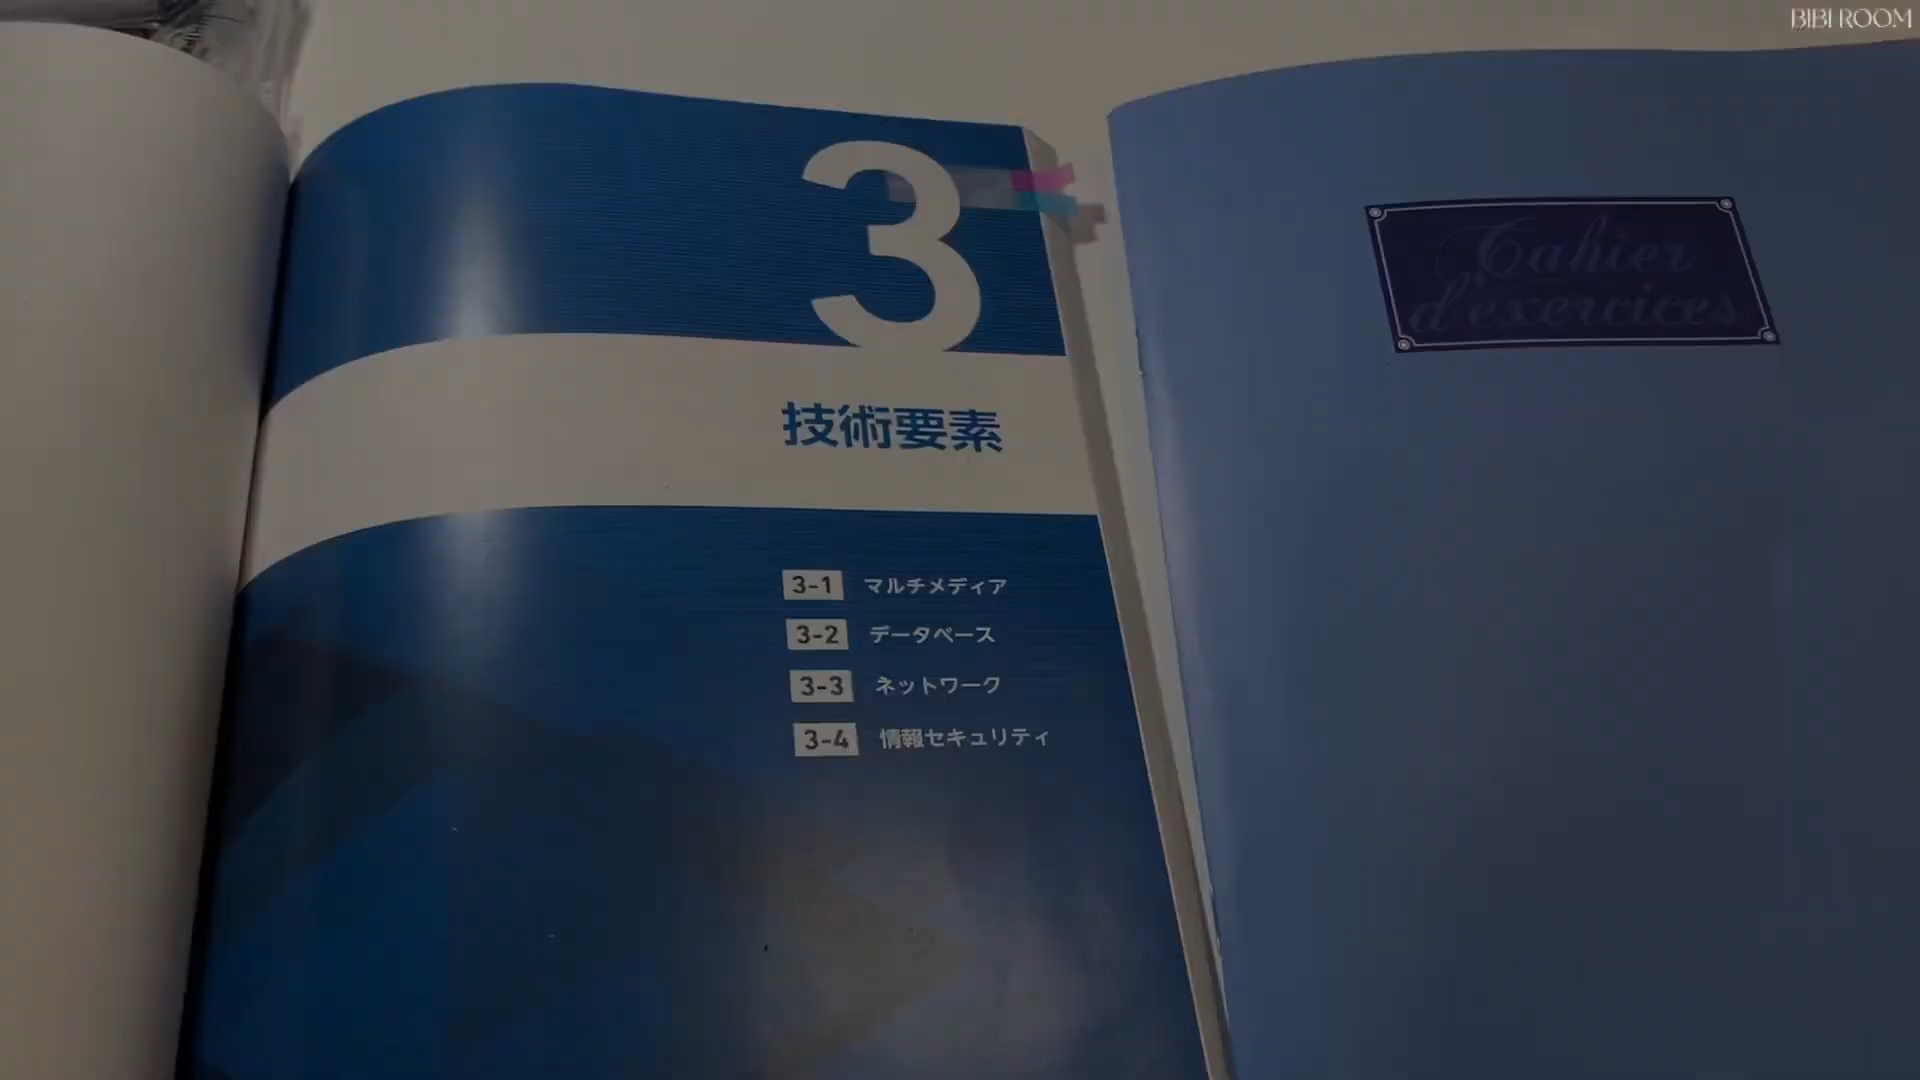 BIBI ROOM
3
技術要素
3-1 マルチメディア
3-2 データベース
3-3 ネットワーク
3-4 情報セキュリティ
Cahier
d'exercices